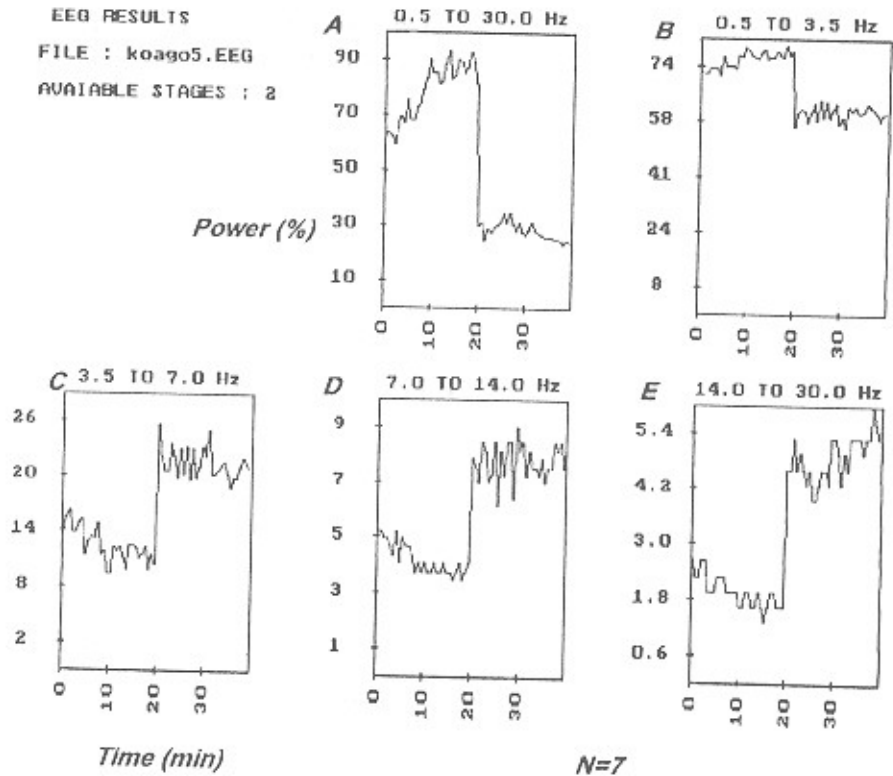 EEG RESULTS
FILE : koago5.EEG
AVAIABLE STAGES : 2
A 0.5 TO 30.0 Hz
90
70
50
Power (%) 30
10
0 10 20 30
B 0.5 TO 3.5 Hz
74
58
41
24
8
0 10 20 30
C 3.5 TO 7.0 Hz
26
20
14
8
2
0 10 20 30
Time (min)
D 7.0 TO 14.0 Hz
9
7
5
3
1
0 10 20 30
E 14.0 TO 30.0 Hz
5.4
4.2
3.0
1.8
0.6
0 10 20 30
N=7